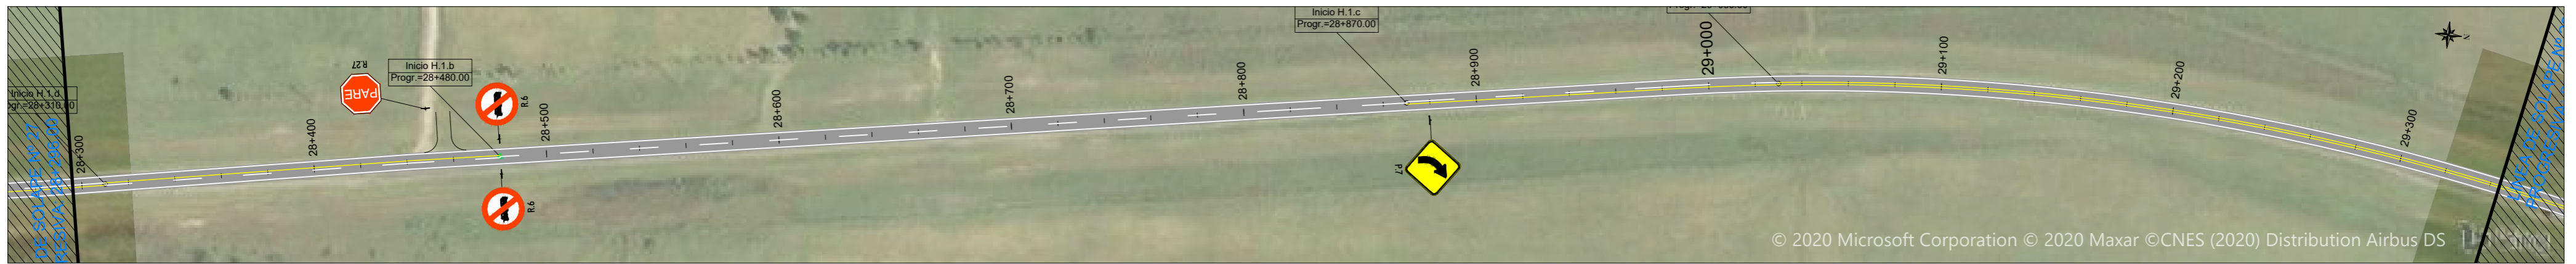 Inicio H.1.d
28+300
28+400
R.27
PARE
Inicio H.1.b
Progr.=28+480.00
R.6
R.6
28+500
28+600
28+700
28+800
Inicio H.1.c
Progr.=28+870.00
P.7
28+900
29+000
29+100
29+200
29+300
N
© 2020 Microsoft Corporation © 2020 Maxar ©CNES (2020) Distribution Airbus DS